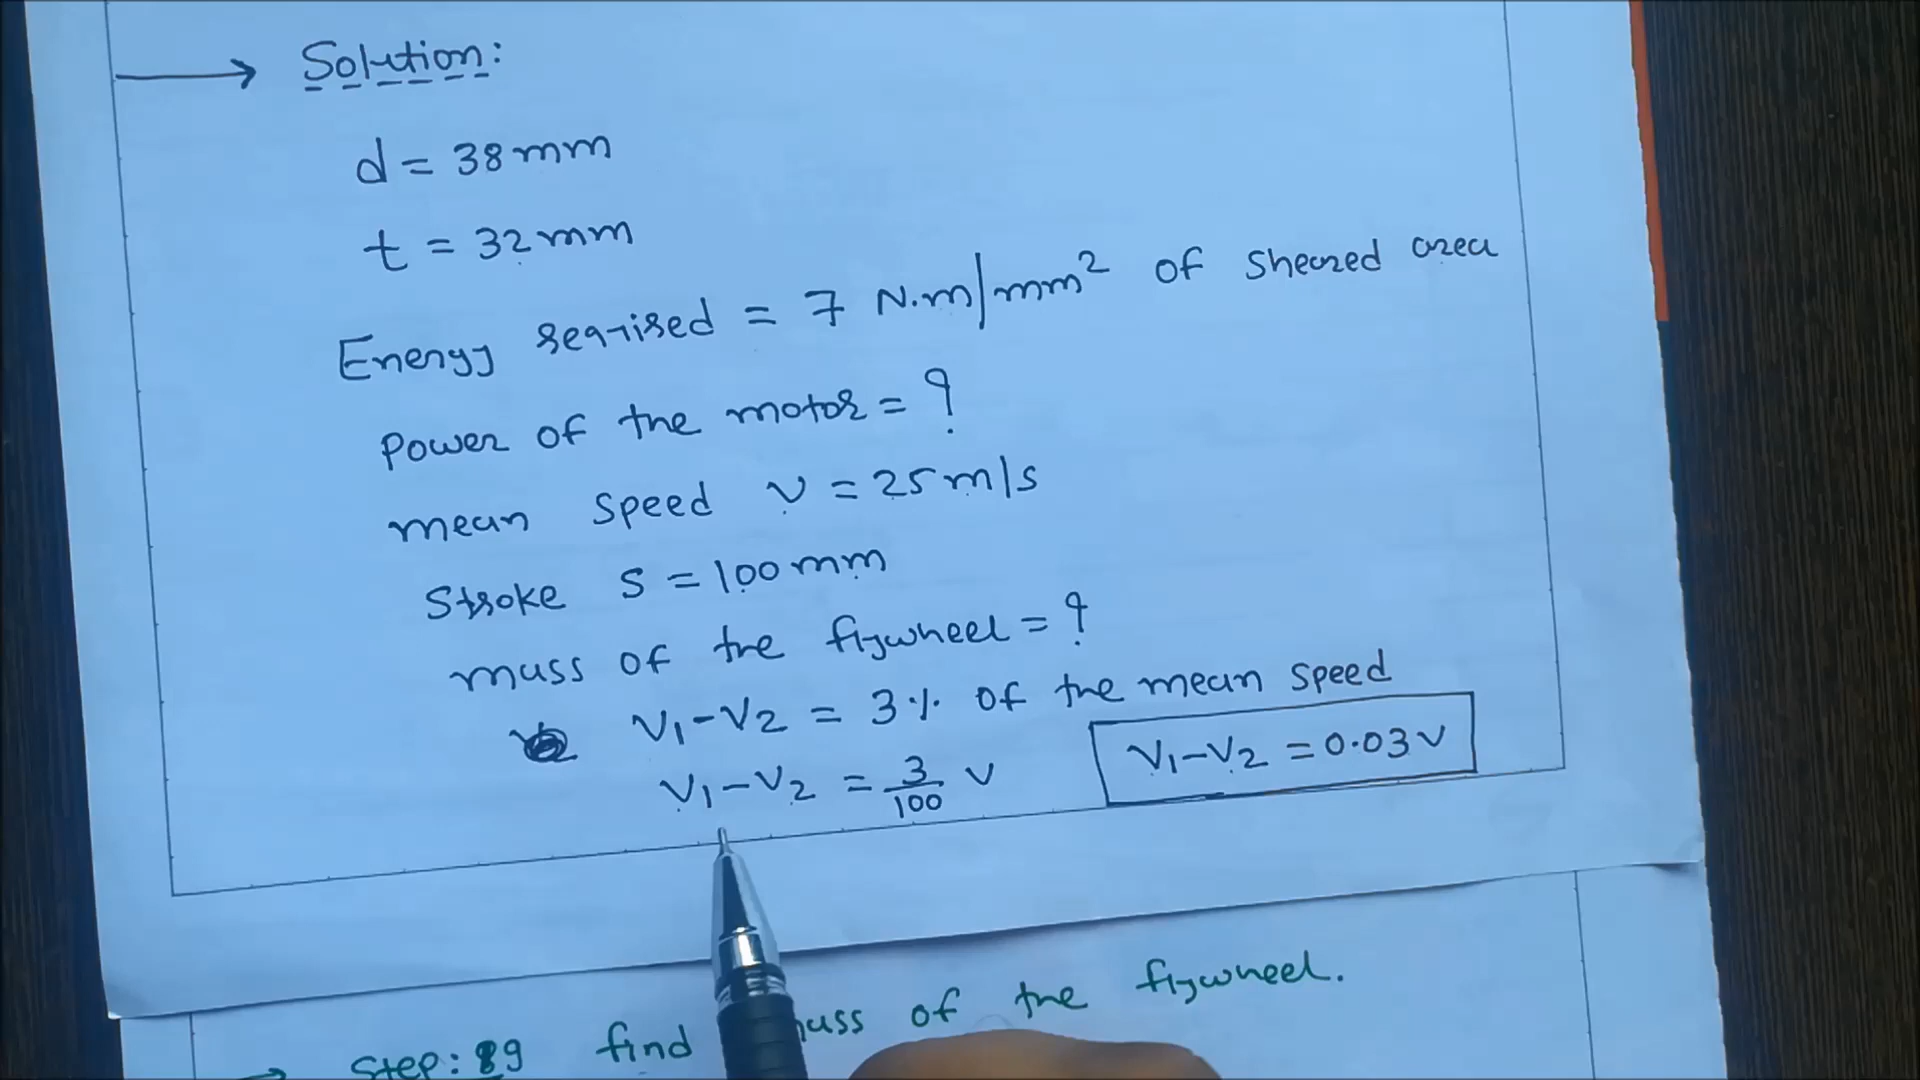 Solution:
d = 38 mm
t = 32 mm
Energy required = 7 N.m/mm² of sheared area
Power of the motor = ?
mean speed v = 25 m/s
Stroke s = 100 mm
mass of the flywheel = ?
V₁-V₂ = 3% of the mean speed
V₁-V₂ = 3/100 v
V₁-V₂ = 0.03 v
Step: 9 find mass of the flywheel.